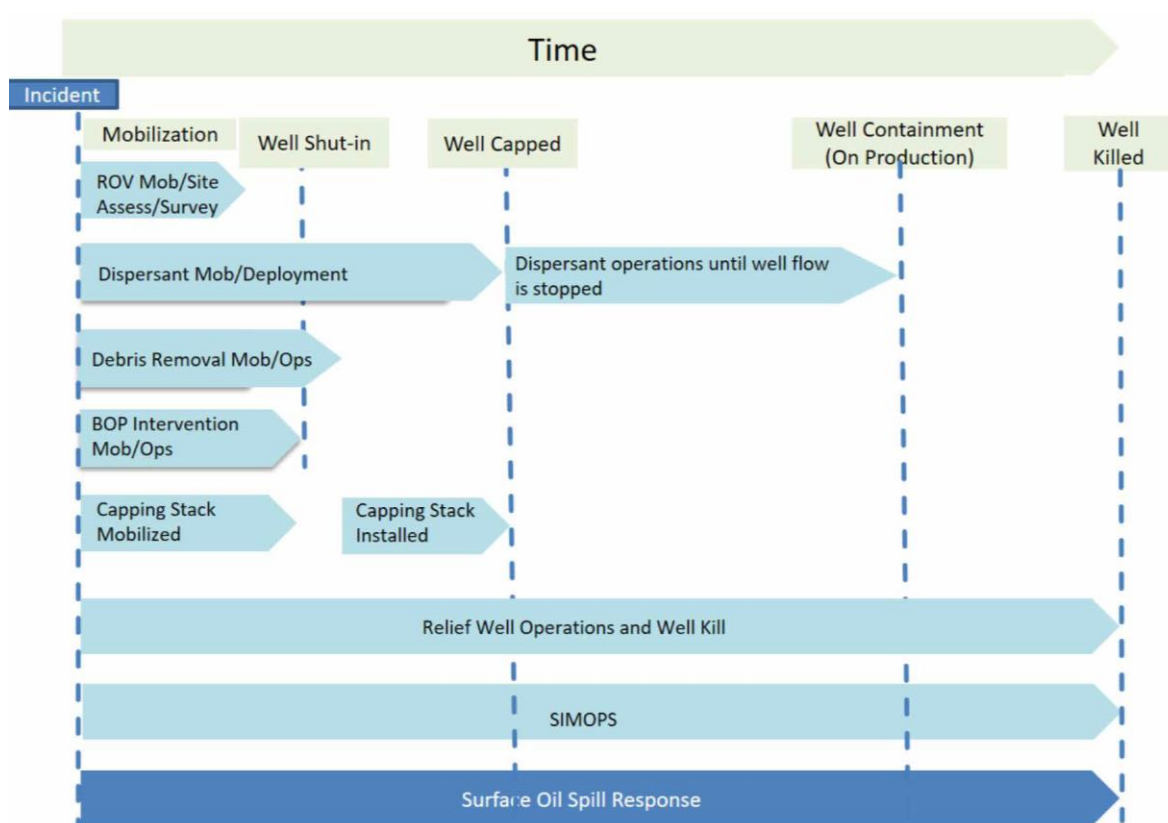 Time
Incident
Mobilization
Well Shut-in
Well Capped
Well Containment
(On Production)
Well
Killed
ROV Mob/Site
Assess/Survey
Dispersant Mob/Deployment
Dispersant operations until well flow
is stopped
Debris Removal Mob/Ops
BOP Intervention
Mob/Ops
Capping Stack
Mobilized
Capping Stack
Installed
Relief Well Operations and Well Kill
SIMOPS
Surface Oil Spill Response